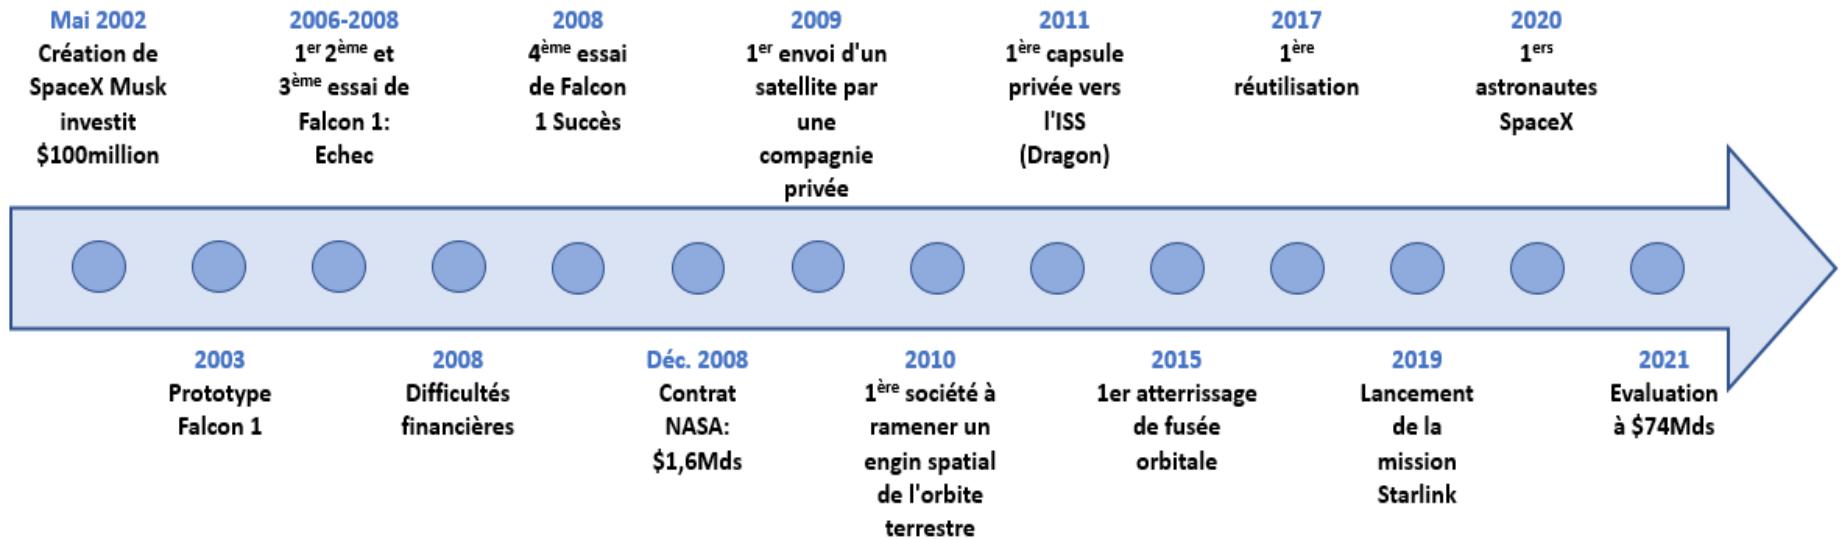 Mai 2002
Création de
SpaceX Musk
investit
$100million
2006-2008
1er 2ème et
3ème essai de
Falcon 1:
Echec
2008
4ème essai
de Falcon
1 Succès
2009
1er envoi d'un
satellite par
une
compagnie
privée
2011
1ère capsule
privée vers
l'ISS
(Dragon)
2017
1ère
réutilisation
2020
1ers
astronautes
SpaceX
2003
Prototype
Falcon 1
2008
Difficultés
financières
Déc. 2008
Contrat
NASA:
$1,6Mds
2010
1ère société à
ramener un
engin spatial
de l'orbite
terrestre
2015
1er atterrissage
de fusée
orbitale
2019
Lancement
de la
mission
Starlink
2021
Evaluation
à $74Mds